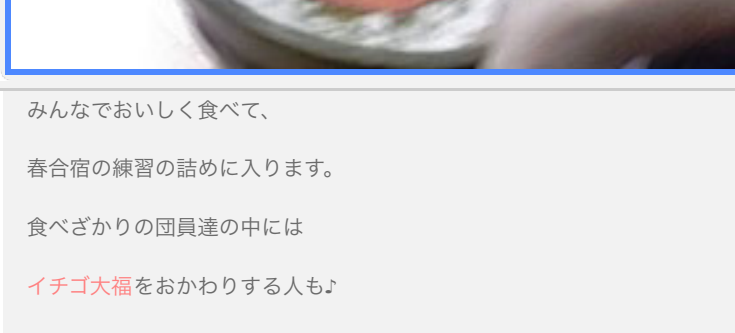 みんなでおいしく食べて、
春合宿の練習の詰めに入ります。
食べざかりの団員達の中には
イチゴ大福をおかわりする人も♪